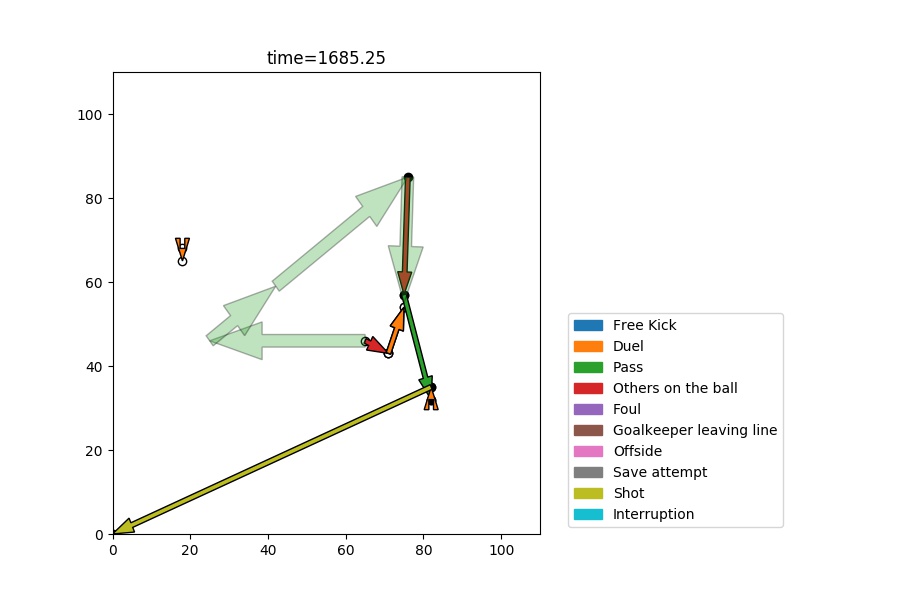 time=1685.25
100
80
60
40
20
0
0 20 40 60 80 100
Free Kick
Duel
Pass
Others on the ball
Foul
Goalkeeper leaving line
Offside
Save attempt
Shot
Interruption